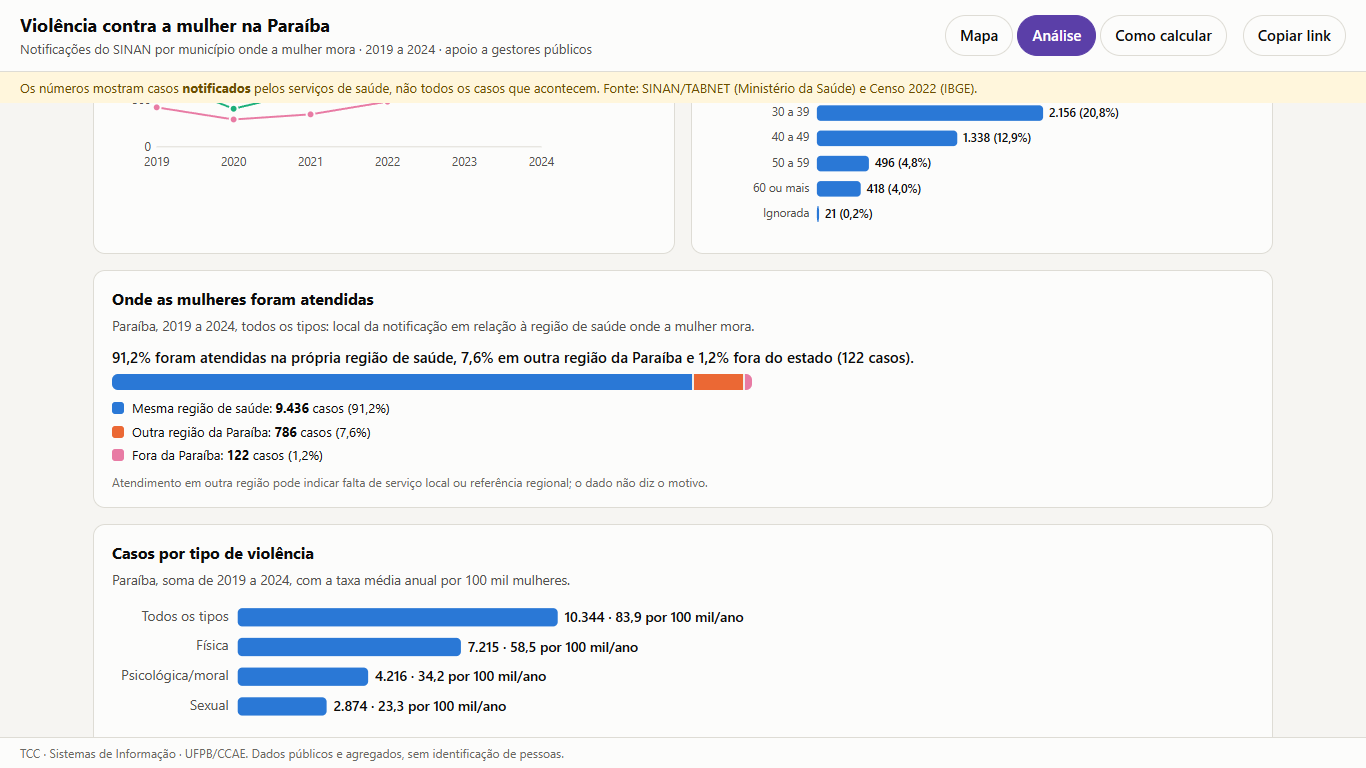 Violência contra a mulher na Paraíba
Notificações do SINAN por município onde a mulher mora · 2019 a 2024 · apoio a gestores públicos
Mapa
Análise
Como calcular
Copiar link
Os números mostram casos notificados pelos serviços de saúde, não todos os casos que acontecem. Fonte: SINAN/TABNET (Ministério da Saúde) e Censo 2022 (IBGE).
0
2019 2020 2021 2022 2023 2024
30 a 39 2.156 (20,8%)
40 a 49 1.338 (12,9%)
50 a 59 496 (4,8%)
60 ou mais 418 (4,0%)
Ignorada 21 (0,2%)
Onde as mulheres foram atendidas
Paraíba, 2019 a 2024, todos os tipos: local da notificação em relação à região de saúde onde a mulher mora.
91,2% foram atendidas na própria região de saúde, 7,6% em outra região da Paraíba e 1,2% fora do estado (122 casos).
Mesma região de saúde: 9.436 casos (91,2%)
Outra região da Paraíba: 786 casos (7,6%)
Fora da Paraíba: 122 casos (1,2%)
Atendimento em outra região pode indicar falta de serviço local ou referência regional; o dado não diz o motivo.
Casos por tipo de violência
Paraíba, soma de 2019 a 2024, com a taxa média anual por 100 mil mulheres.
Todos os tipos 10.344 · 83,9 por 100 mil/ano
Física 7.215 · 58,5 por 100 mil/ano
Psicológica/moral 4.216 · 34,2 por 100 mil/ano
Sexual 2.874 · 23,3 por 100 mil/ano
TCC · Sistemas de Informação · UFPB/CCAE. Dados públicos e agregados, sem identificação de pessoas.